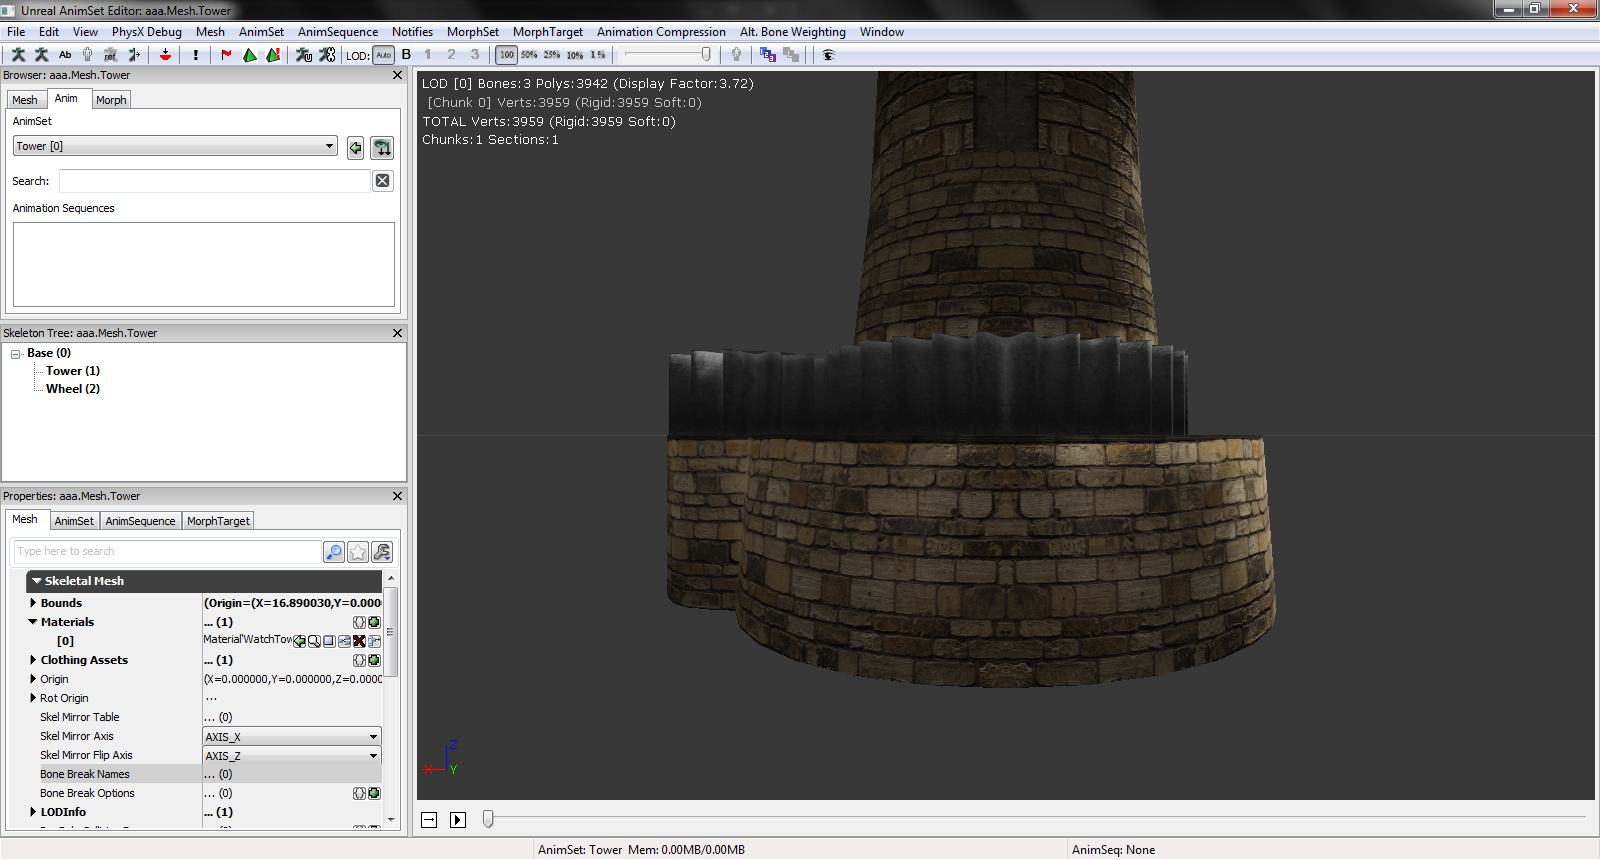 Unreal AnimSet Editor: aaa.Mesh.Tower
File Edit View PhysX Debug Mesh AnimSet AnimSequence Notifies MorphSet MorphTarget Animation Compression Alt. Bone Weighting Window
Ab ref. ! LOD: Auto B 1 2 3 100 50% 25% 10% 1%
Browser: aaa.Mesh.Tower
Mesh Anim Morph
AnimSet
Tower [0]
Search:
Animation Sequences
Skeleton Tree: aaa.Mesh.Tower
Base (0)
Tower (1)
Wheel (2)
Properties: aaa.Mesh.Tower
Mesh AnimSet AnimSequence MorphTarget
Type here to search
Skeletal Mesh
Bounds (Origin=(X=16.890030,Y=0.000
Materials ... (1)
[0] Material'WatchTow
Clothing Assets ... (1)
Origin (X=0.000000,Y=0.000000,Z=0.0000
Rot Origin ...
Skel Mirror Table ... (0)
Skel Mirror Axis AXIS_X
Skel Mirror Flip Axis AXIS_Z
Bone Break Names ... (0)
Bone Break Options ... (0)
LODInfo ... (1)
LOD [0] Bones:3 Polys:3942 (Display Factor:3.72)
[Chunk 0] Verts:3959 (Rigid:3959 Soft:0)
TOTAL Verts:3959 (Rigid:3959 Soft:0)
Chunks:1 Sections:1
Z
X Y
AnimSet: Tower Mem: 0.00MB/0.00MB
AnimSeq: None